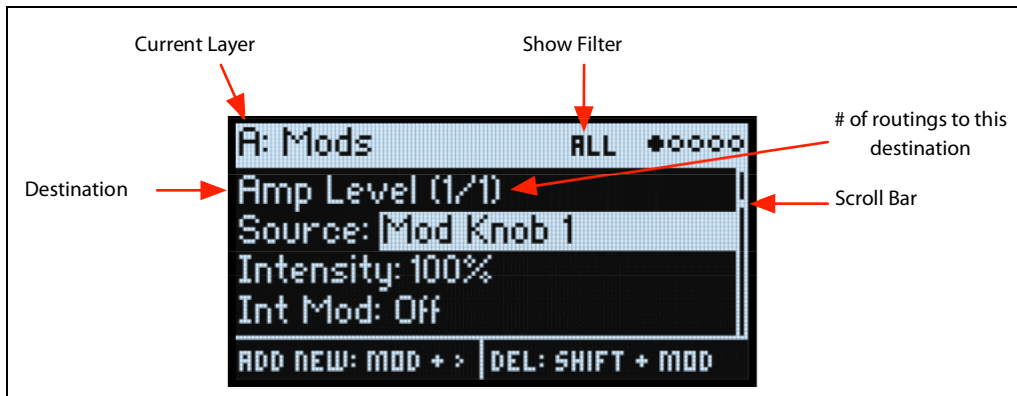 Current Layer
Show Filter
# of routings to this
destination
Destination
Scroll Bar
A: Mods ALL
Amp Level (1/1)
Source: Mod Knob 1
Intensity: 100%
Int Mod: Off
ADD NEW: MOD + > DEL: SHIFT + MOD